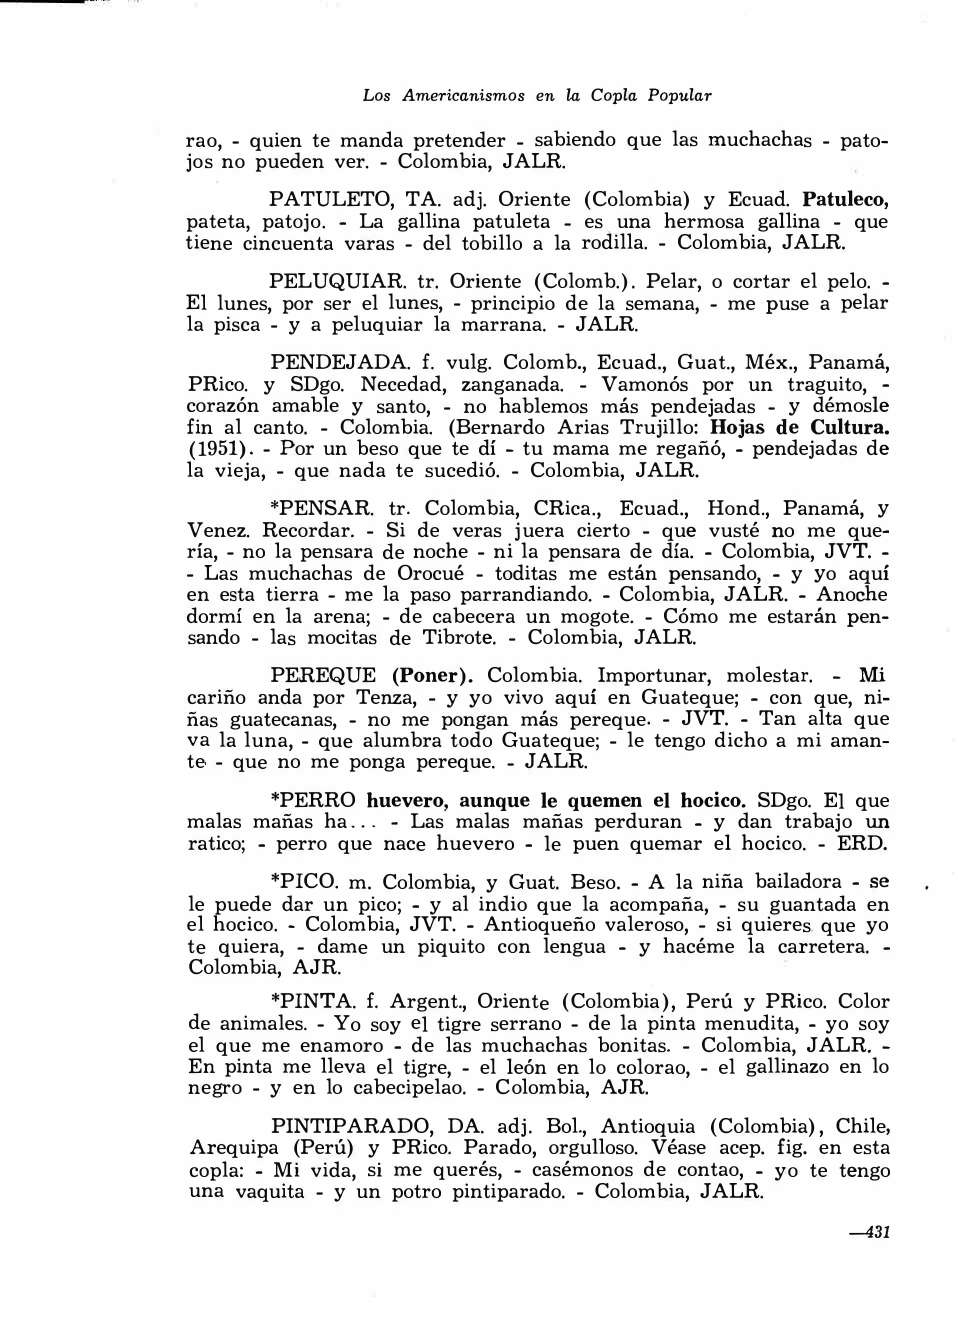 Los Americanismos en la Copla Popular
rao, - quien te manda pretender - sabiendo que las muchachas - pato-
jos no pueden ver. - Colombia, JALR.
PATULETO, TA. adj. Oriente (Colombia) y Ecuad. Patuleco,
pateta, patojo. - La gallina patuleta - es una hermosa gallina - que
tiene cincuenta varas - del tobillo a la rodilla. - Colombia, JALR.
PELUQUIAR. tr. Oriente (Colomb.). Pelar, o cortar el pelo. -
El lunes, por ser el lunes, - principio de la semana, - me puse a pelar
la pisca - y a peluquiar la marrana. - JALR.
PENDEJADA. f. vulg. Colomb., Ecuad., Guat., Méx., Panamá,
PRico. y SDgo. Necedad, zanganada. - Vamonós por un traguito, -
corazón amable y santo, - no hablemos más pendejadas - y démosle
fin al canto. - Colombia. (Bernardo Arias Trujillo: Hojas de Cultura.
(1951). - Por un beso que te dí - tu mama me regañó, - pendejadas de
la vieja, - que nada te sucedió. - Colombia, JALR.
*PENSAR. tr. Colombia, CRica., Ecuad., Hond., Panamá, y
Venez. Recordar. - Si de veras juera cierto - que vusté no me que-
ría, - no la pensara de noche - ni la pensara de día. - Colombia, JVT. -
- Las muchachas de Orocué - toditas me están pensando, - y yo aquí
en esta tierra - me la paso parrandiando. - Colombia, JALR. - Anoche
dormí en la arena; - de cabecera un mogote. - Cómo me estarán pen-
sando - las mocitas de Tibrote. - Colombia, JALR.
PEREQUE (Poner). Colombia. Importunar, molestar. - Mi
cariño anda por Tenza, - y yo vivo aquí en Guateque; - con que, ni-
ñas guatecanas, - no me pongan más pereque. - JVT. - Tan alta que
va la luna, - que alumbra todo Guateque; - le tengo dicho a mi aman-
te - que no me ponga pereque. - JALR.
*PERRO huevero, aunque le quemen el hocico. SDgo. El que
malas mañas ha... - Las malas mañas perduran - y dan trabajo un
ratico; - perro que nace huevero - le puen quemar el hocico. - ERD.
*PICO. m. Colombia, y Guat. Beso. - A la niña bailadora - se
le puede dar un pico; - y al indio que la acompaña, - su guantada en
el hocico. - Colombia, JVT. - Antioqueño valeroso, - si quieres que yo
te quiera, - dame un piquito con lengua - y hacéme la carretera. -
Colombia, AJR.
*PINTA. f. Argent., Oriente (Colombia), Perú y PRico. Color
de animales. - Yo soy el tigre serrano - de la pinta menudita, - yo soy
el que me enamoro - de las muchachas bonitas. - Colombia, JALR. -
En pinta me lleva el tigre, - el león en lo colorao, - el gallinazo en lo
negro - y en lo cabecipelao. - Colombia, AJR.
PINTIPARADO, DA. adj. Bol., Antioquia (Colombia), Chile,
Arequipa (Perú) y PRico. Parado, orgulloso. Véase acep. fig. en esta
copla: - Mi vida, si me querés, - casémonos de contao, - yo te tengo
una vaquita - y un potro pintiparado. - Colombia, JALR.
—431